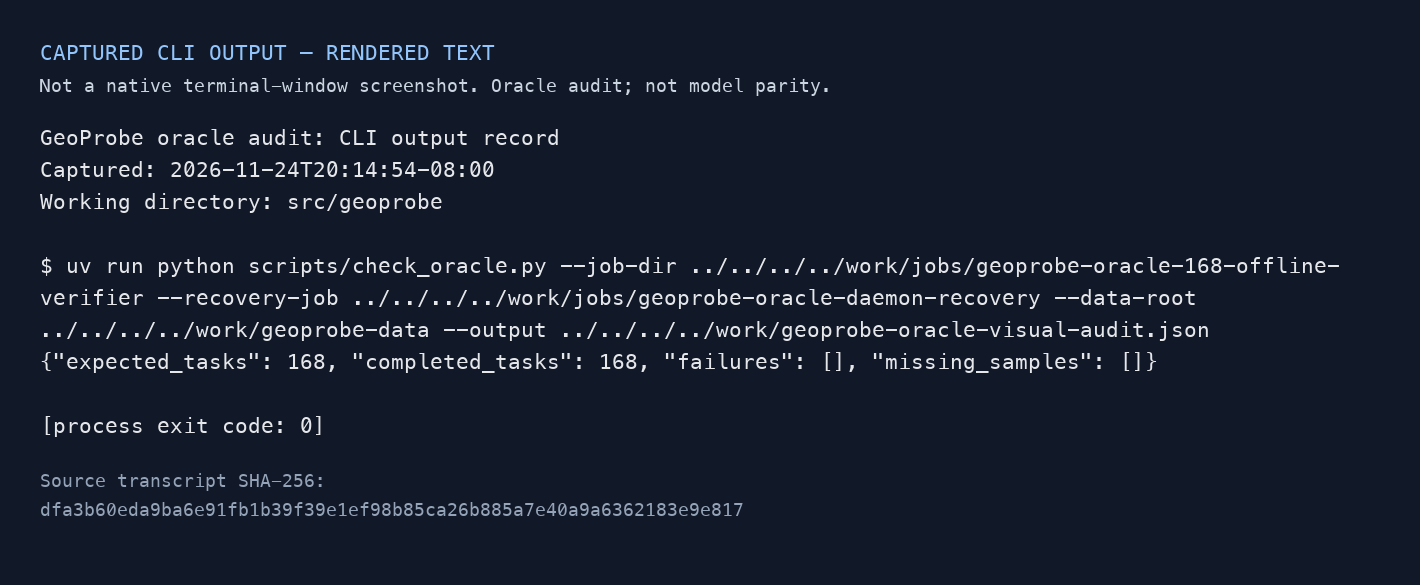 CAPTURED CLI OUTPUT — RENDERED TEXT
Not a native terminal-window screenshot. Oracle audit; not model parity.
GeoProbe oracle audit: CLI output record
Captured: 2026-11-24T20:14:54-08:00
Working directory: src/geoprobe
$ uv run python scripts/check_oracle.py --job-dir ../../../../work/jobs/geoprobe-oracle-168-offline-
verifier --recovery-job ../../../../work/jobs/geoprobe-oracle-daemon-recovery --data-root
../../../../work/geoprobe-data --output ../../../../work/geoprobe-oracle-visual-audit.json
{"expected_tasks": 168, "completed_tasks": 168, "failures": [], "missing_samples": []}
[process exit code: 0]
Source transcript SHA-256:
dfa3b60eda9ba6e91fb1b39f39e1ef98b85ca26b885a7e40a9a6362183e9e817